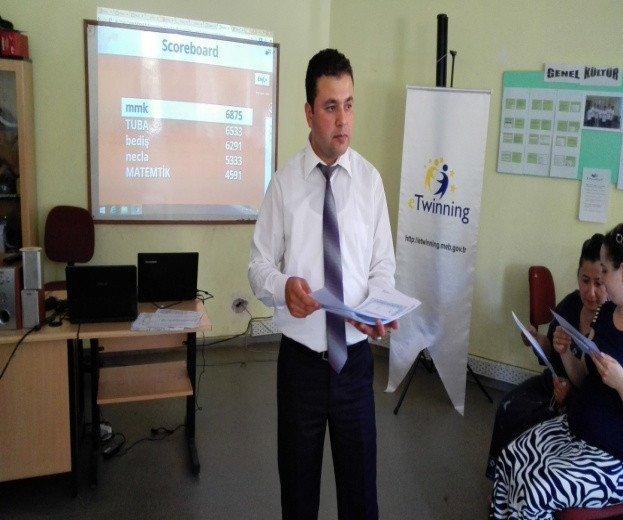 Scoreboard
mmk 6875
TUBA 6533
bediş 6291
necla 5333
MATEMTİK 4591
eTwinning
http://etwinning.meb.gov.tr
GENEL KÜLTÜR